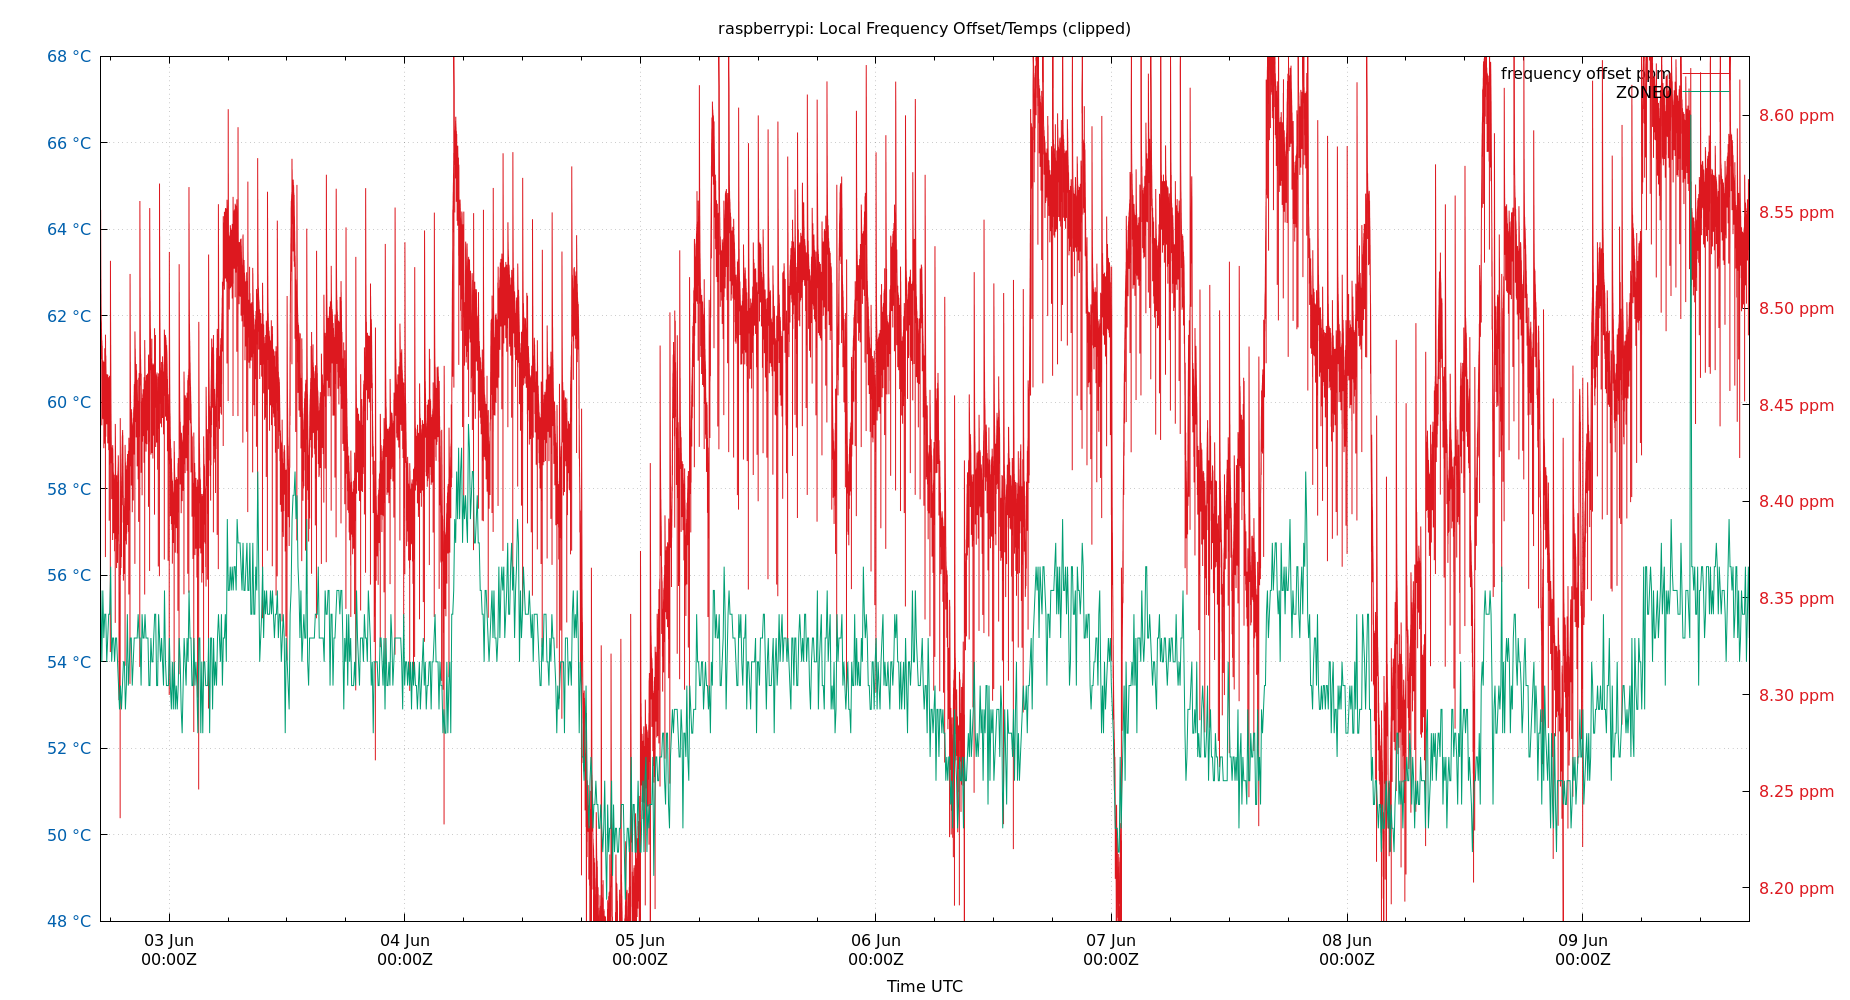 raspberrypi: Local Frequency Offset/Temps (clipped)
68 °C
66 °C
64 °C
62 °C
60 °C
58 °C
56 °C
54 °C
52 °C
50 °C
48 °C
frequency offset ppm
ZONE0
8.60 ppm
8.55 ppm
8.50 ppm
8.45 ppm
8.40 ppm
8.35 ppm
8.30 ppm
8.25 ppm
8.20 ppm
03 Jun
00:00Z
04 Jun
00:00Z
05 Jun
00:00Z
06 Jun
00:00Z
07 Jun
00:00Z
08 Jun
00:00Z
09 Jun
00:00Z
Time UTC